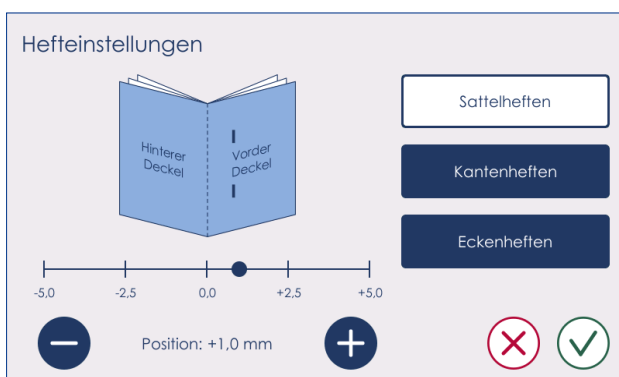 Hefteinstellungen
Hinterer
Deckel
Vorder
Deckel
Sattelheften
Kantenheften
Eckenheften
-5,0
-2,5
0,0
+2,5
+5,0
Position: +1,0 mm